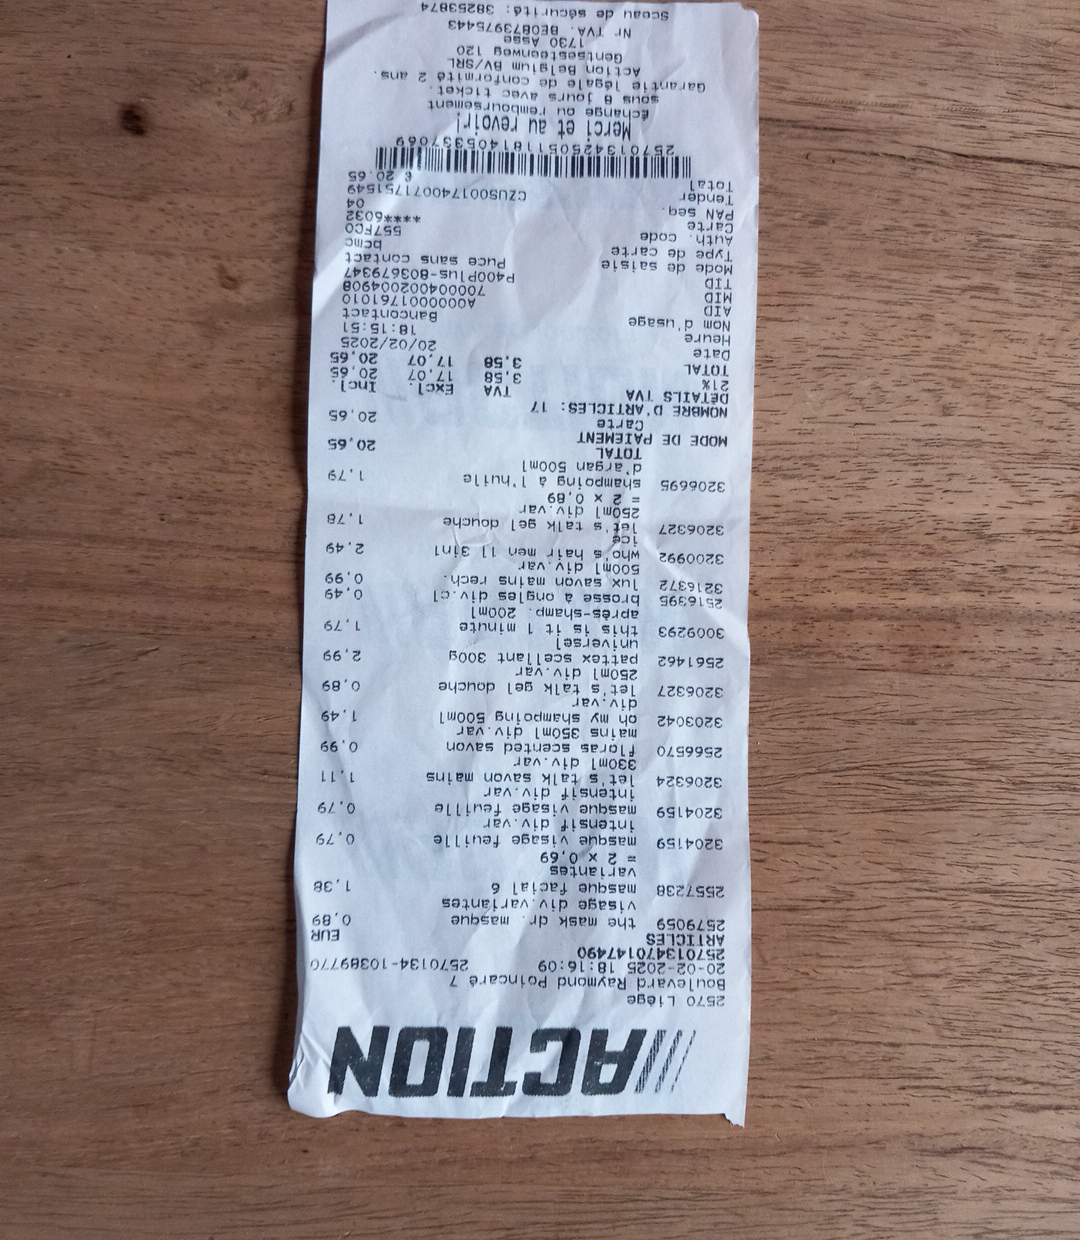 ACTION
2570 Liège
Boulevard Raymond Poincaré 7
20-02-2025 18:16:09 2570134-10389770
2570134701474​90
ARTICLES EUR
2579059 the mask dr. masque 0,89
visage div.variantes
2557238 masque facial 6 1,38
variantes
= 2 x 0,69
3204159 masque visage feuille 0,79
intensif div.var
3204159 masque visage feuille 0,79
intensif div.var
3206324 let's talk savon mains 1,11
330ml div.var
2566570 floras scented savon 0,99
mains 350ml div.var
3203042 oh my shampoing 500ml 1,49
div.var
3206327 let's talk gel douche 0,89
250ml div.var
2561462 pattex scellant 300g 2,99
universel
3009293 this is it 1 minute 1,79
après-shamp. 200ml
2516395 brosse à ongles div.cl 0,49
3216372 lux savon mains rech. 0,99
500ml div.var
3200992 who's hair men 11 3in1 2,49
ice
3206327 let's talk gel douche 1,78
250ml div.var
= 2 x 0,89
3206695 shampoing à l'huile 1,79
d'argan 500ml
TOTAL 20,65
MODE DE PAIEMENT
Carte 20,65
NOMBRE D'ARTICLES: 17
DÉTAILS TVA TVA Excl. Incl.
21% 3,58 17,07 20,65
TOTAL 3,58 17,07 20,65
Date 20/02/2025
Heure 18:15:51
Nom d'usage Bancontact
AID A0000001761010
MID 700004002004908
TID P400Plus-803679347
Mode de saisie Puce sans contact
Type de carte bcmc
Auth. code 557FC0
Carte ****6032
PAN seq. 04
Tender CZUS001740071751549
Total € 20.65
2570134250511814053370​69
Merci et au revoir!
Échange ou remboursement
sous 8 jours avec ticket.
Garantie légale de conformité 2 ans.
Action Belgium BV/SRL
Gentsesteenweg 120
1730 Asse
Nr TVA. BE0873975443
Sceau de sécurité: 38253874